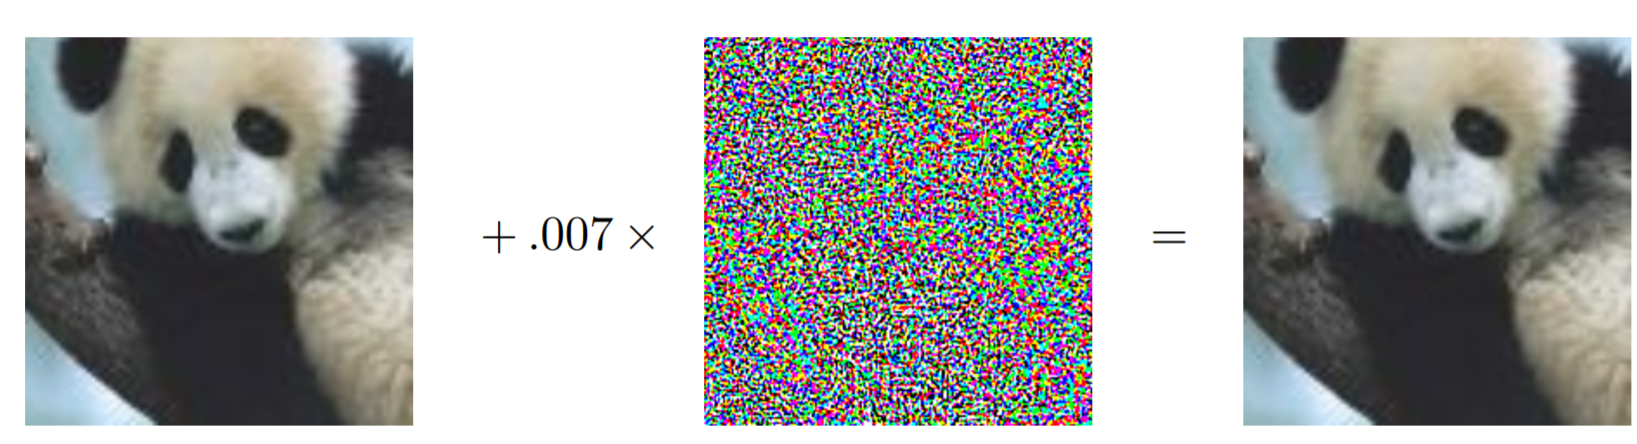 + .007 × =